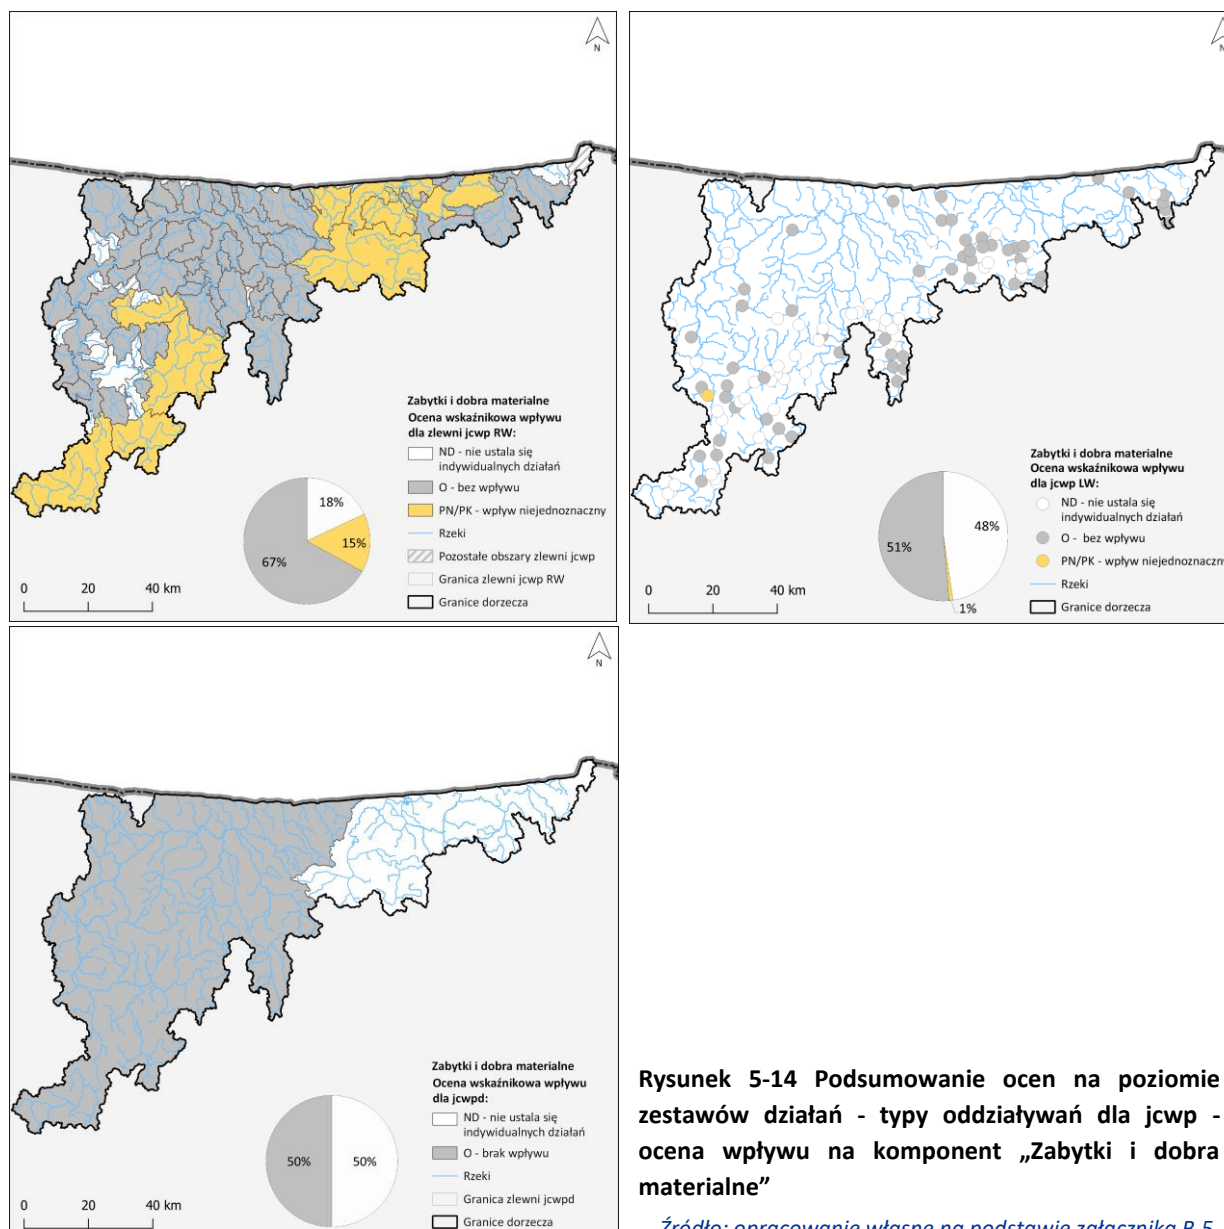 N
Zabytki i dobra materialne
Ocena wskaźnikowa wpływu
dla zlewni jcwp RW:
ND - nie ustala się
indywidualnych działań
O - bez wpływu
PN/PK - wpływ niejednoznaczny
Rzeki
Pozostałe obszary zlewni jcwp
Granica zlewni jcwp RW
Granice dorzecza
18%
15%
67%
0 20 40 km
N
Zabytki i dobra materialne
Ocena wskaźnikowa wpływu
dla jcwp LW:
ND - nie ustala się
indywidualnych działań
O - bez wpływu
PN/PK - wpływ niejednoznaczn
Rzeki
Granice dorzecza
48%
51%
1%
0 20 40 km
N
Zabytki i dobra materialne
Ocena wskaźnikowa wpływu
dla jcwpd:
ND - nie ustala się
indywidualnych działań
O - brak wpływu
Rzeki
Granica zlewni jcwpd
Granice dorzecza
50% 50%
0 20 40 km
Rysunek 5-14 Podsumowanie ocen na poziomie
zestawów działań - typy oddziaływań dla jcwp -
ocena wpływu na komponent „Zabytki i dobra
materialne”
Źródło: opracowanie własne na podstawie załącznika B.5